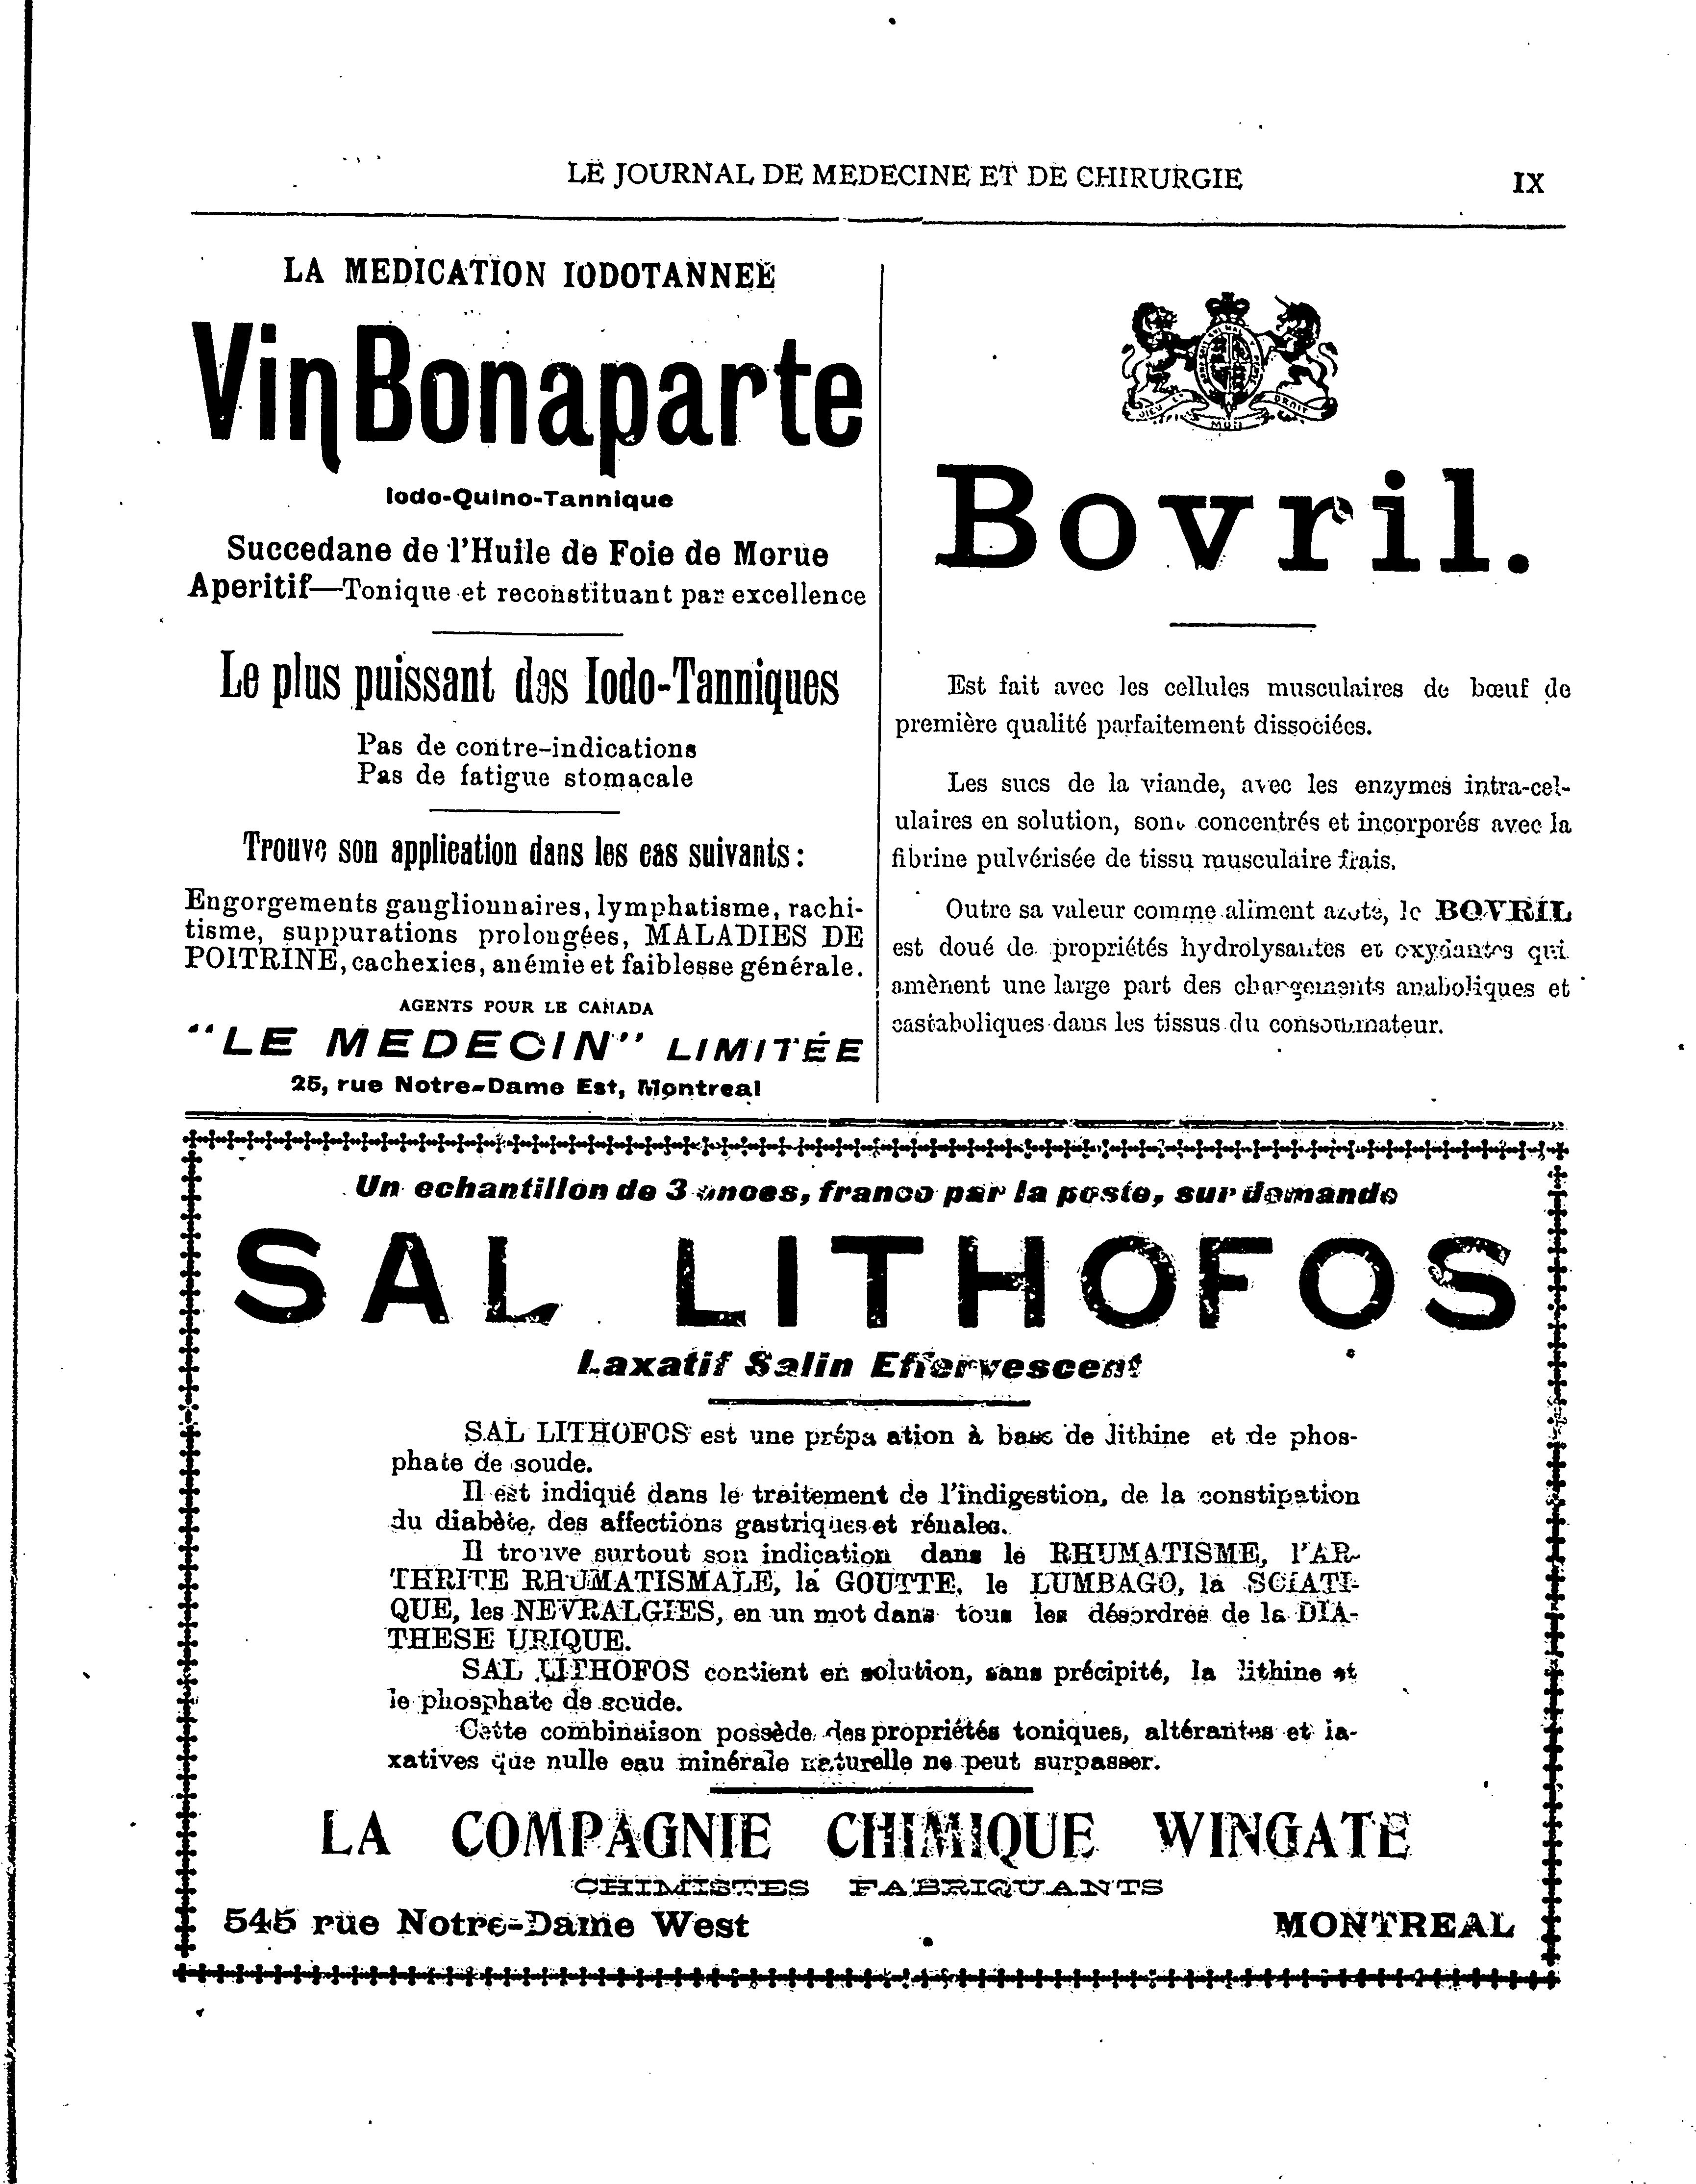 LE JOURNAL DE MEDECINE ET DE CHIRURGIE IX
LA MEDICATION IODOTANNEE
Vin Bonaparte
Iodo-Quino-Tannique
Succedane de l'Huile de Foie de Morue
Aperitif—Tonique et reconstituant par excellence
Le plus puissant des Iodo-Tanniques
Pas de contre-indications
Pas de fatigue stomacale
Trouve son application dans les cas suivants:
Engorgements ganglionnaires, lymphatisme, rachi-
tisme, suppurations prolongées, MALADIES DE
POITRINE, cachexies, anémie et faiblesse générale.
AGENTS POUR LE CANADA
"LE MEDECIN" LIMITÉE
25, rue Notre-Dame Est, Montreal
DIEU ET
MON
DROIT
Bovril.
Est fait avec les cellules musculaires de bœuf de
première qualité parfaitement dissociées.
Les sucs de la viande, avec les enzymes intra-cel-
ulaires en solution, sont concentrés et incorporés avec la
fibrine pulvérisée de tissu musculaire frais.
Outre sa valeur comme aliment azoté, le BOVRIL
est doué de propriétés hydrolysantes et oxydantes qui
amènent une large part des changements anaboliques et
castaboliques dans les tissus du consommateur.
Un echantillon de 3 onces, franco par la poste, sur demande
SAL LITHOFOS
Laxatif Salin Effervescent
SAL LITHOFOS est une prépa ation à base de lithine et de phos-
phate de soude.
Il est indiqué dans le traitement de l'indigestion, de la constipation
du diabète, des affections gastriques et rénales.
Il trouve surtout son indication dans le RHUMATISME, l'AR-
THRITE RHUMATISMALE, la GOUTTE, le LUMBAGO, la SCIATI-
QUE, les NEVRALGIES, en un mot dans tous les désordres de la DIA-
THESE URIQUE.
SAL LITHOFOS contient en solution, sans précipité, la lithine et
le phosphate de soude.
Cette combinaison possède des propriétés toniques, altérantes et la-
xatives que nulle eau minérale naturelle ne peut surpasser.
LA COMPAGNIE CHIMIQUE WINGATE
CHIMISTES FABRIQUANTS
545 rue Notre-Dame West MONTREAL